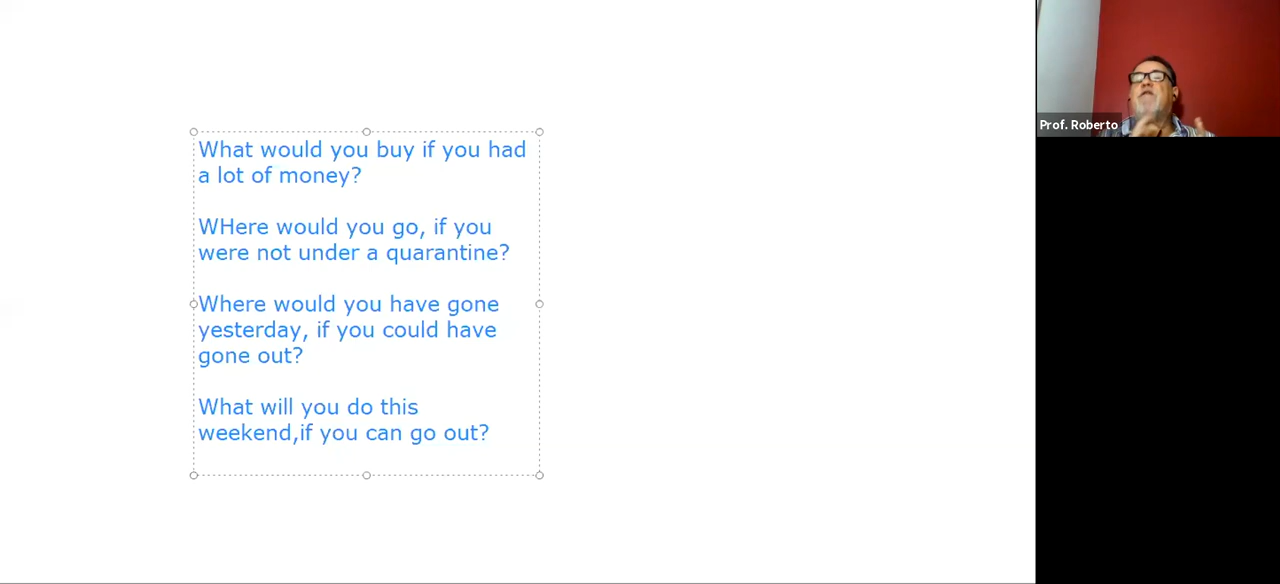 What would you buy if you had
a lot of money?
WHere would you go, if you
were not under a quarantine?
Where would you have gone
yesterday, if you could have
gone out?
What will you do this
weekend,if you can go out?
Prof. Roberto